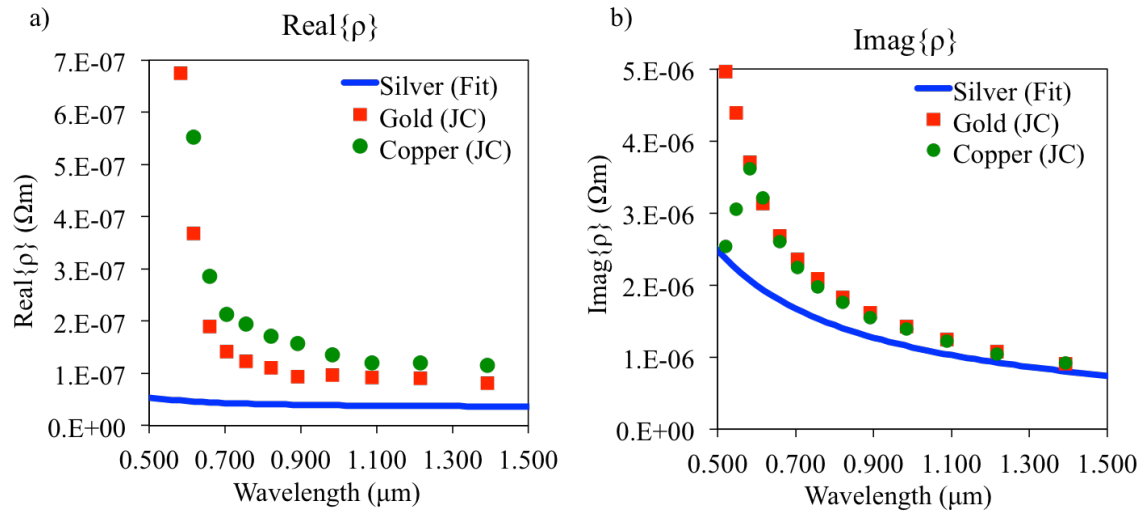 a)
Real{ρ}
7.E-07
6.E-07
5.E-07
4.E-07
3.E-07
2.E-07
1.E-07
0.E+00
Real{ρ} (Ωm)
Silver (Fit)
Gold (JC)
Copper (JC)
0.500 0.700 0.900 1.100 1.300 1.500
Wavelength (μm)
b)
Imag{ρ}
5.E-06
4.E-06
3.E-06
2.E-06
1.E-06
0.E+00
Imag{ρ} (Ωm)
Silver (Fit)
Gold (JC)
Copper (JC)
0.500 0.700 0.900 1.100 1.300 1.500
Wavelength (μm)